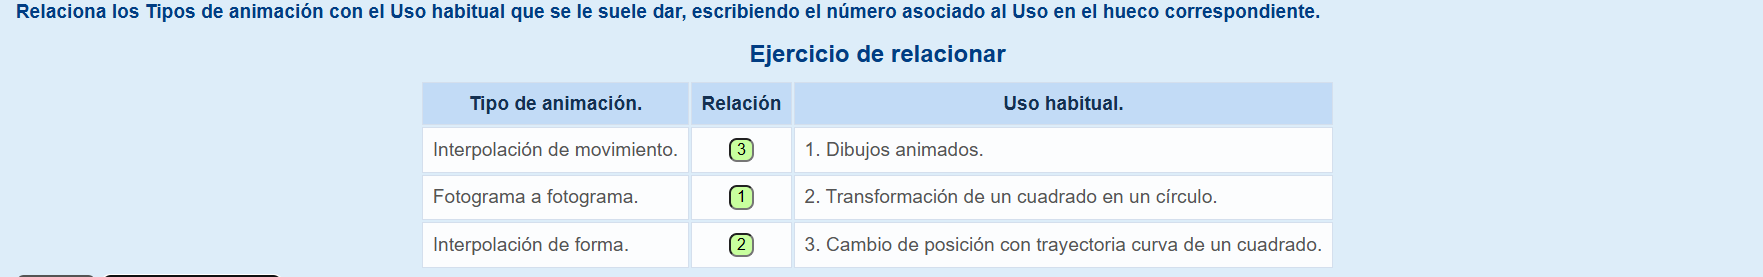 Relaciona los Tipos de animación con el Uso habitual que se le suele dar, escribiendo el número asociado al Uso en el hueco correspondiente.
Ejercicio de relacionar
Tipo de animación. Relación Uso habitual.
Interpolación de movimiento. 3 1. Dibujos animados.
Fotograma a fotograma. 1 2. Transformación de un cuadrado en un círculo.
Interpolación de forma. 2 3. Cambio de posición con trayectoria curva de un cuadrado.